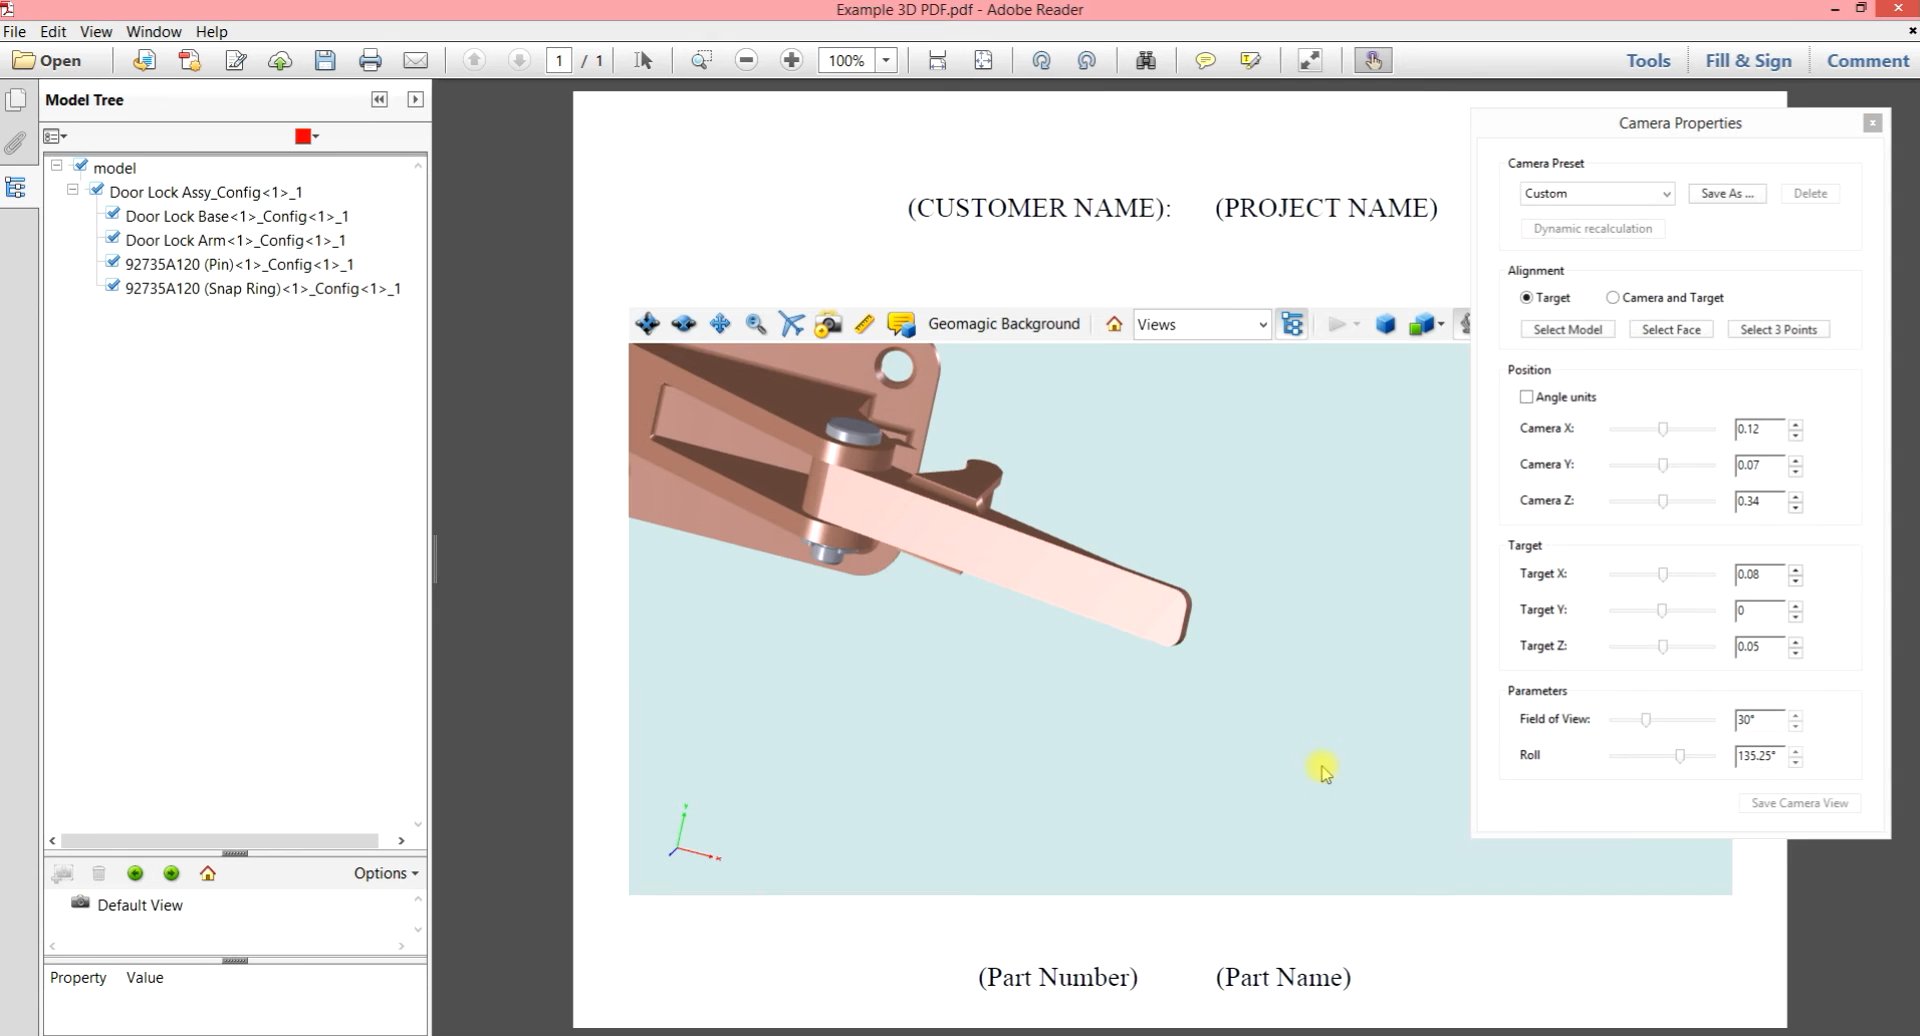 Example 3D PDF.pdf - Adobe Reader
File Edit View Window Help
Open 1 / 1 100% Tools Fill & Sign Comment
Model Tree
model
Door Lock Assy_Config<1>_1
Door Lock Base<1>_Config<1>_1
Door Lock Arm<1>_Config<1>_1
92735A120 (Pin)<1>_Config<1>_1
92735A120 (Snap Ring)<1>_Config<1>_1
Options
Default View
Property Value
(CUSTOMER NAME): (PROJECT NAME)
Geomagic Background Views
(Part Number) (Part Name)
Camera Properties
Camera Preset
Custom Save As ... Delete
Dynamic recalculation
Alignment
Target Camera and Target
Select Model Select Face Select 3 Points
Position
Angle units
Camera X: 0.12
Camera Y: 0.07
Camera Z: 0.34
Target
Target X: 0.08
Target Y: 0
Target Z: 0.05
Parameters
Field of View: 30°
Roll 135.25°
Save Camera View